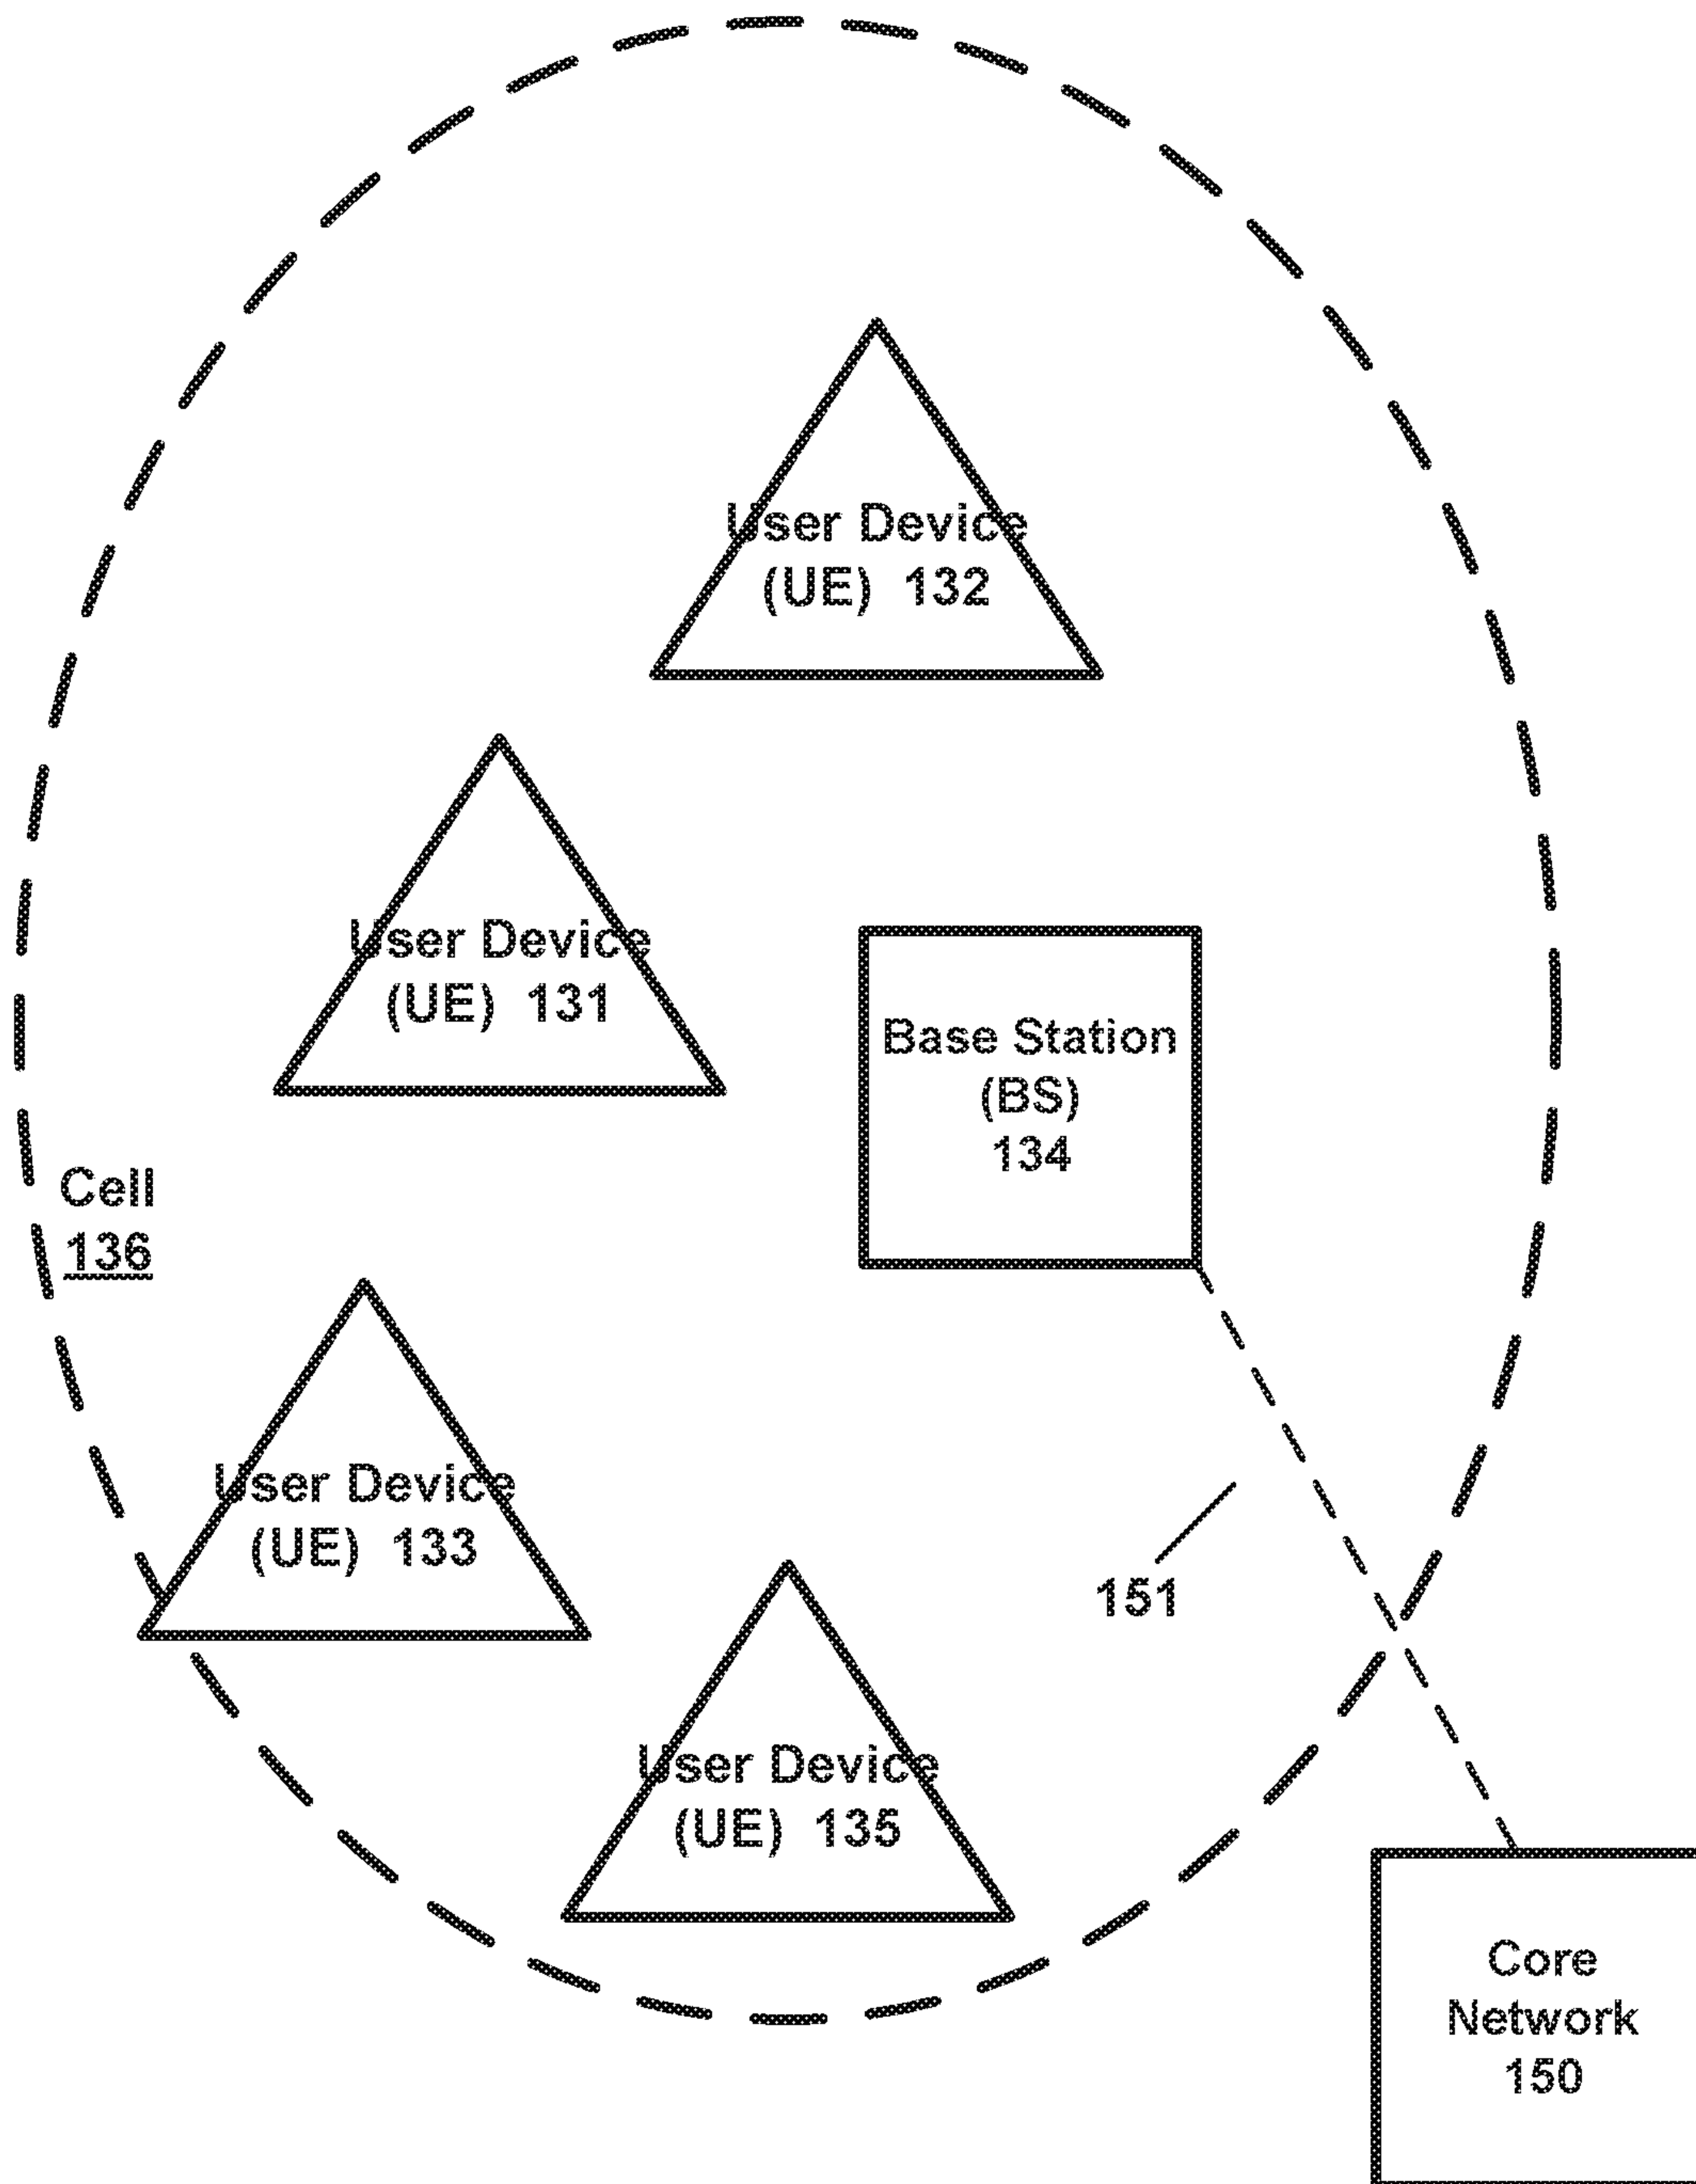 User Device
(UE) 132
User Device
(UE) 131
Base Station
(BS)
134
Cell
136
User Device
(UE) 133
151
User Device
(UE) 135
Core
Network
150